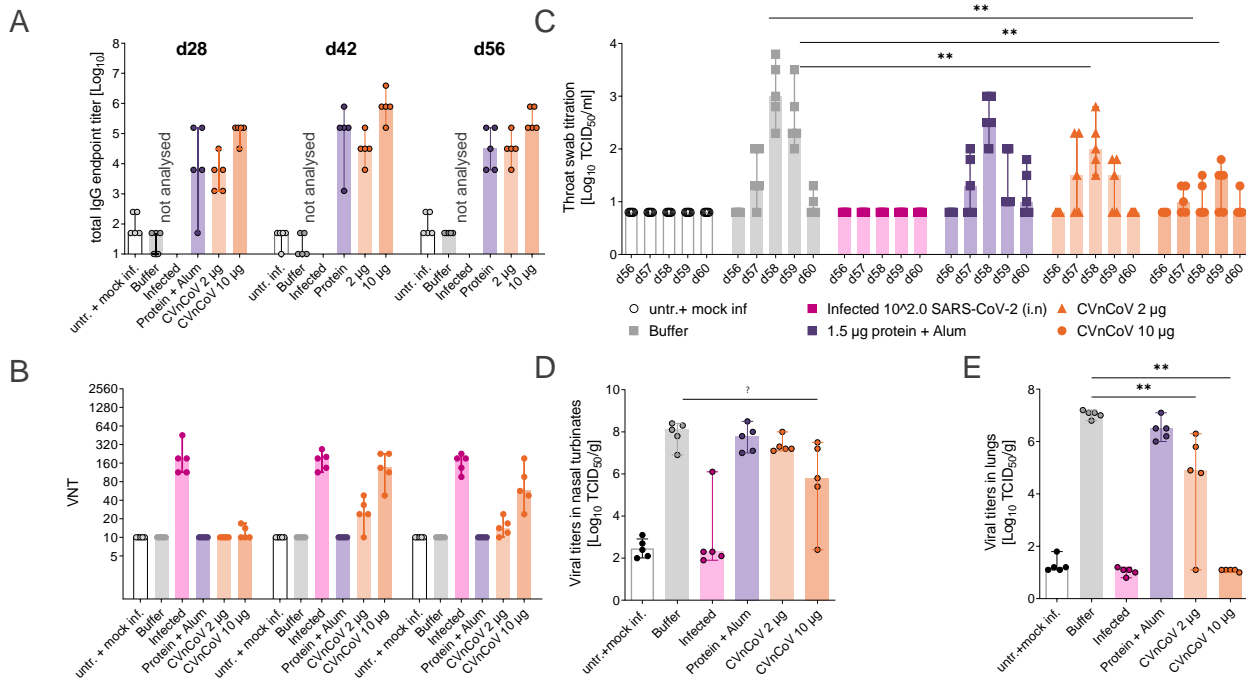 A
d28
d42
d56
total IgG endpoint titer [Log10]
8
7
6
5
4
3
2
1
not analysed
not analysed
not analysed
untr. + mock inf.
Buffer
Infected
Protein + Alum
CVnCoV 2 µg
CVnCoV 10 µg
untr. inf.
Buffer
Infected
Protein
2 µg
10 µg
untr. inf.
Buffer
Infected
Protein
2 µg
10 µg
C
**
**
**
Throat swab titration
[Log10 TCID50/ml]
4
3
2
1
0
d56
d57
d58
d59
d60
d56
d57
d58
d59
d60
d56
d57
d58
d59
d60
d56
d57
d58
d59
d60
d56
d57
d58
d59
d60
d56
d57
d58
d59
d60
untr.+ mock inf
Infected 10^2.0 SARS-CoV-2 (i.n)
CVnCoV 2 µg
Buffer
1.5 µg protein + Alum
CVnCoV 10 µg
B
VNT
2560
1280
640
320
160
80
40
20
10
5
untr. + mock inf.
Buffer
Infected
Protein + Alum
CVnCoV 2 µg
CVnCoV 10 µg
untr. + mock inf.
Buffer
Infected
Protein + Alum
CVnCoV 2 µg
CVnCoV 10 µg
untr. + mock inf.
Buffer
Infected
Protein + Alum
CVnCoV 2 µg
CVnCoV 10 µg
D
?
Viral titers in nasal turbinates
[Log10 TCID50/g]
10
8
6
4
2
0
untr.+mock inf.
Buffer
Infected
Protein + Alum
CVnCoV 2 µg
CVnCoV 10 µg
E
**
**
Viral titers in lungs
[Log10 TCID50/g]
8
6
4
2
0
untr.+mock inf.
Buffer
Infected
Protein + Alum
CVnCoV 2 µg
CVnCoV 10 µg